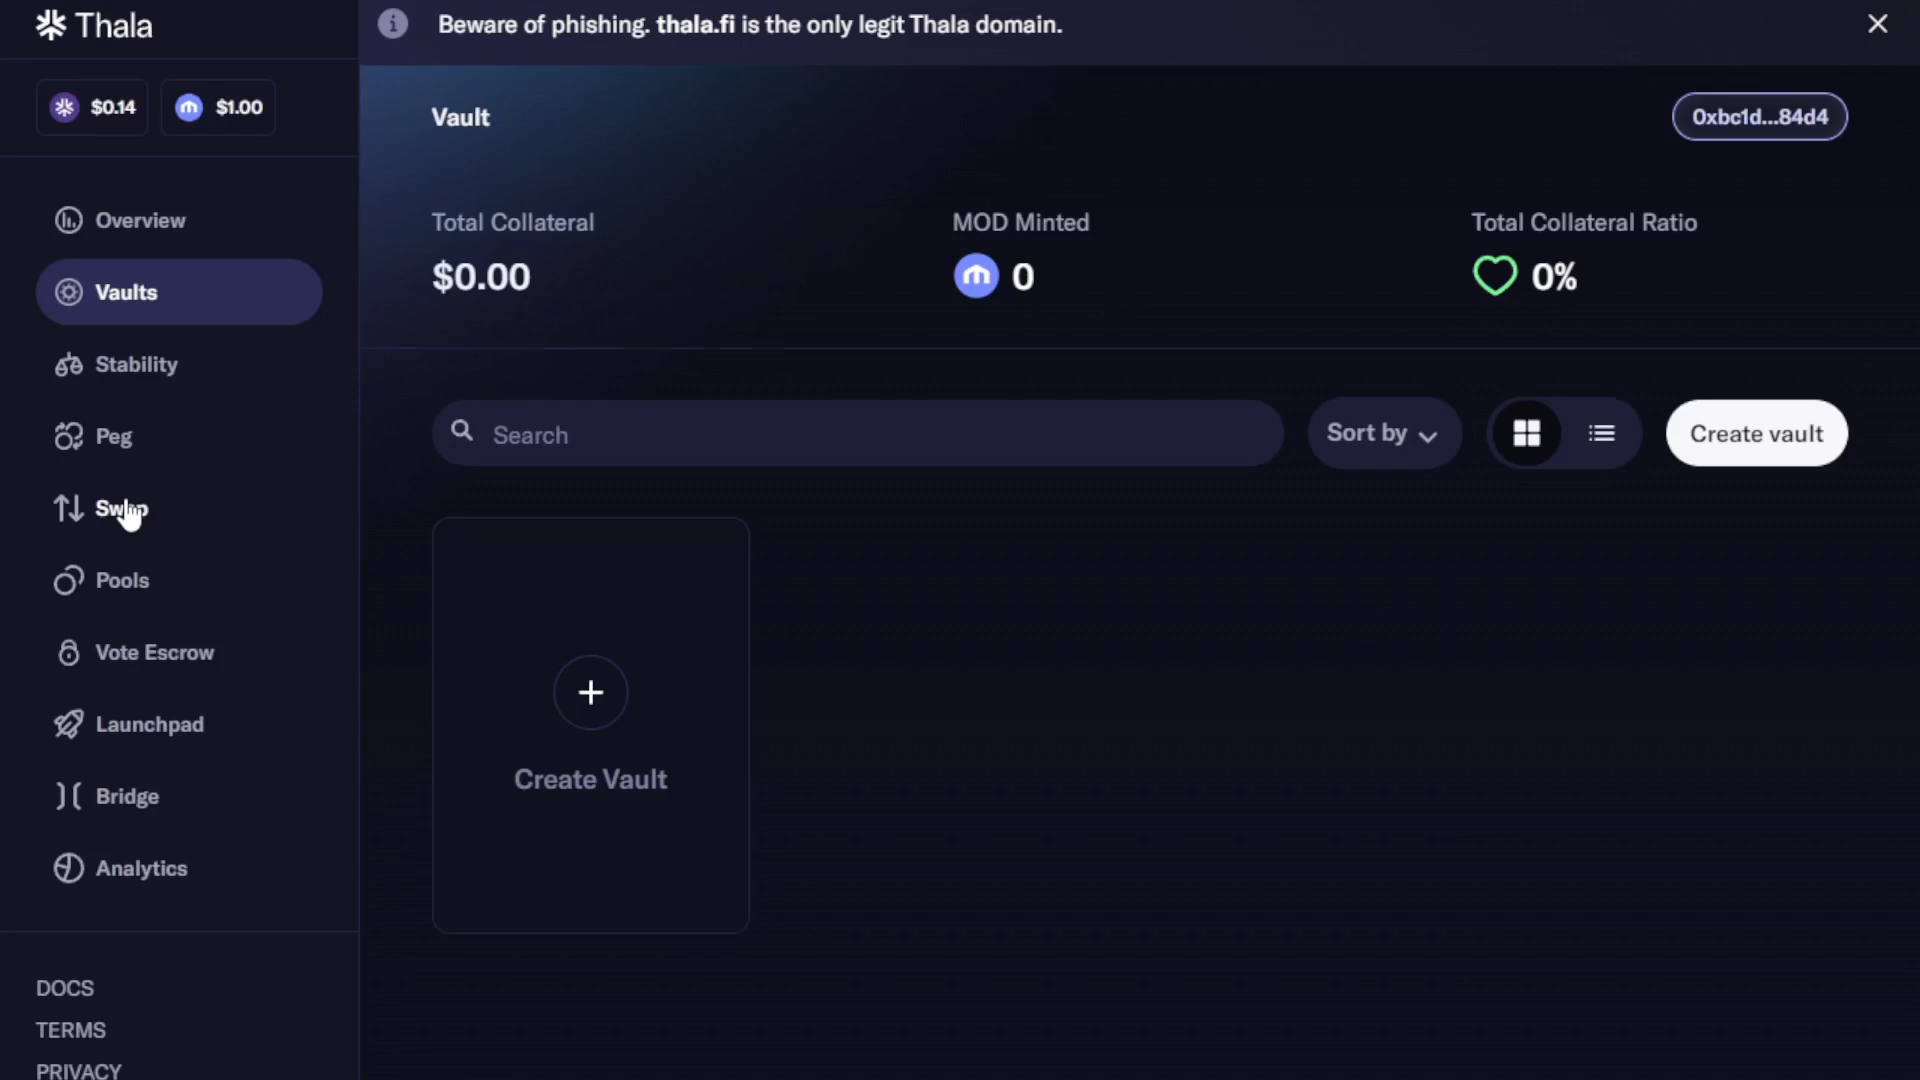 Thala
Beware of phishing. thala.fi is the only legit Thala domain.
$0.14
$1.00
Vault
0xbc1d...84d4
Overview
Vaults
Stability
Peg
Swap
Pools
Vote Escrow
Launchpad
Bridge
Analytics
DOCS
TERMS
PRIVACY
Total Collateral
$0.00
MOD Minted
0
Total Collateral Ratio
0%
Search
Sort by
Create vault
Create Vault